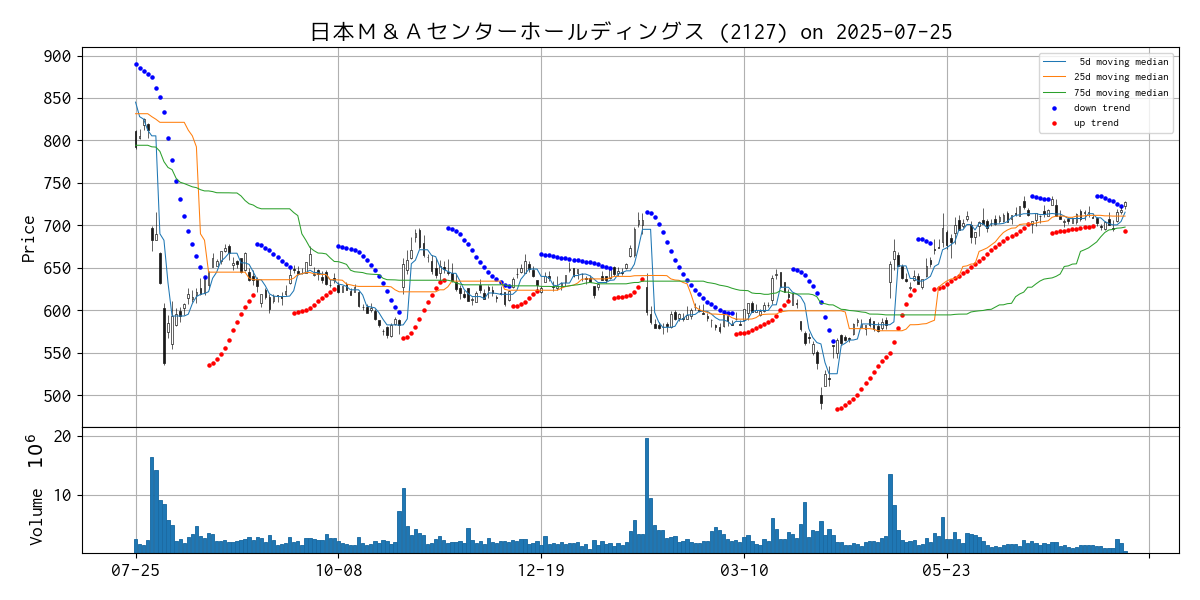 日本Ｍ＆Ａセンターホールディングス (2127) on 2025-07-25
900
850
800
750
700
650
600
550
500
Price
5d moving median
25d moving median
75d moving median
down trend
up trend
20
10
Volume 10^6
07-25
10-08
12-19
03-10
05-23